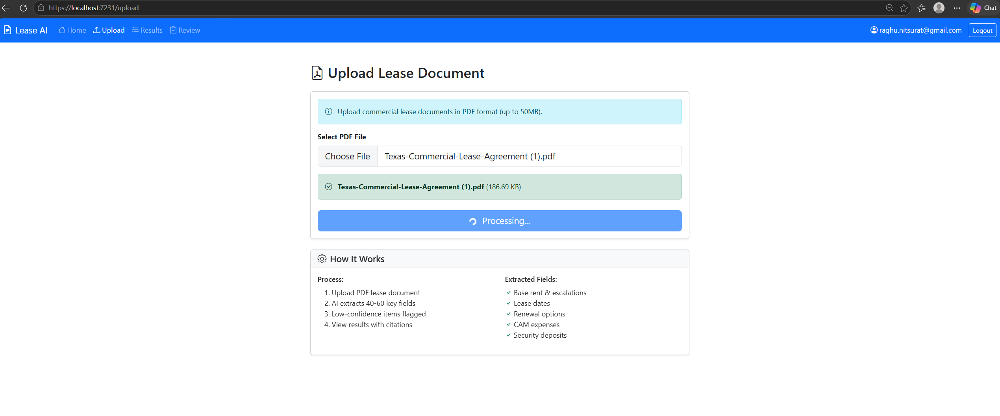 https://localhost:7231/upload
Chat
Lease AI Home Upload Results Review raghu.nitsurat@gmail.com Logout
Upload Lease Document
Upload commercial lease documents in PDF format (up to 50MB).
Select PDF File
Choose File Texas-Commercial-Lease-Agreement (1).pdf
Texas-Commercial-Lease-Agreement (1).pdf (186.69 KB)
Processing...
How It Works
Process:
1. Upload PDF lease document
2. AI extracts 40-60 key fields
3. Low-confidence items flagged
4. View results with citations
Extracted Fields:
Base rent & escalations
Lease dates
Renewal options
CAM expenses
Security deposits